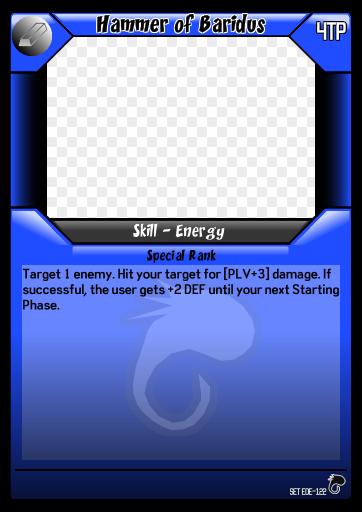 Hammer of Baridus
4TP
Skill - Energy
Special Rank
Target 1 enemy. Hit your target for [PLV+3] damage. If
successful, the user gets +2 DEF until your next Starting
Phase.
SET EOE-122